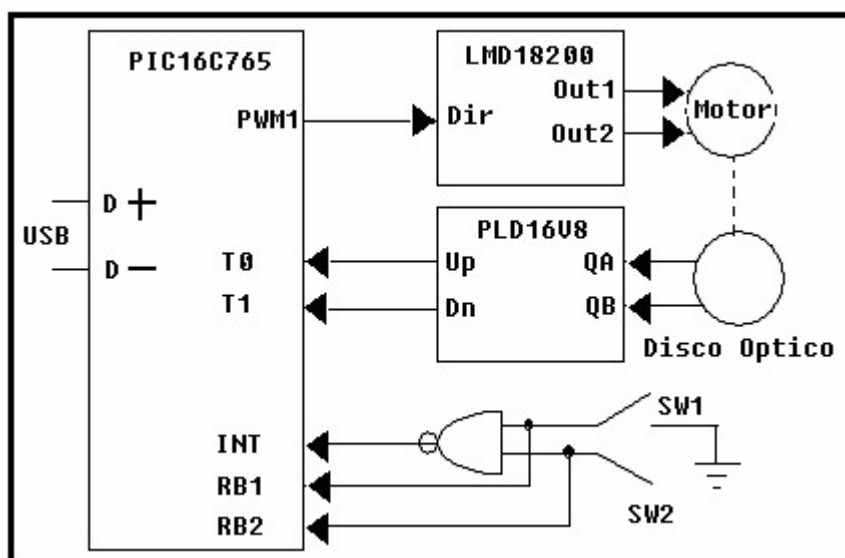 PIC16C765
PWM1
D +
USB
D -
T0
T1
INT
RB1
RB2
LMD18200
Dir
Out1
Out2
Motor
PLD16V8
Up
QA
Dn
QB
Disco Optico
SW1
SW2